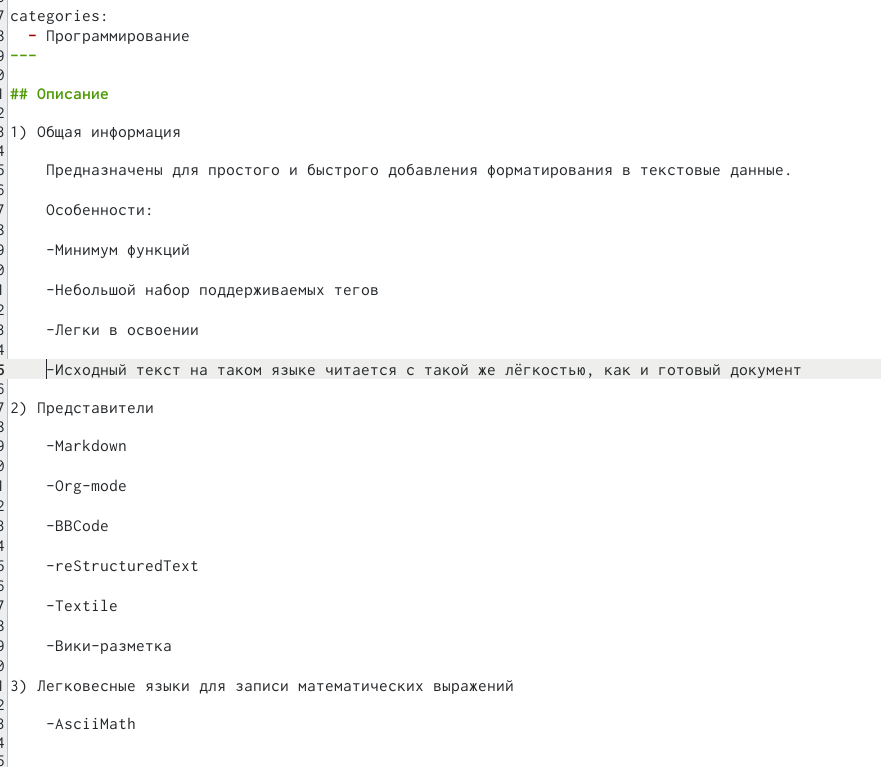 categories:
  - Программирование
---
## Описание
1) Общая информация
Предназначены для простого и быстрого добавления форматирования в текстовые данные.
Особенности:
-Минимум функций
-Небольшой набор поддерживаемых тегов
-Легки в освоении
-Исходный текст на таком языке читается с такой же лёгкостью, как и готовый документ
2) Представители
-Markdown
-Org-mode
-BBCode
-reStructuredText
-Textile
-Вики-разметка
3) Легковесные языки для записи математических выражений
-AsciiMath